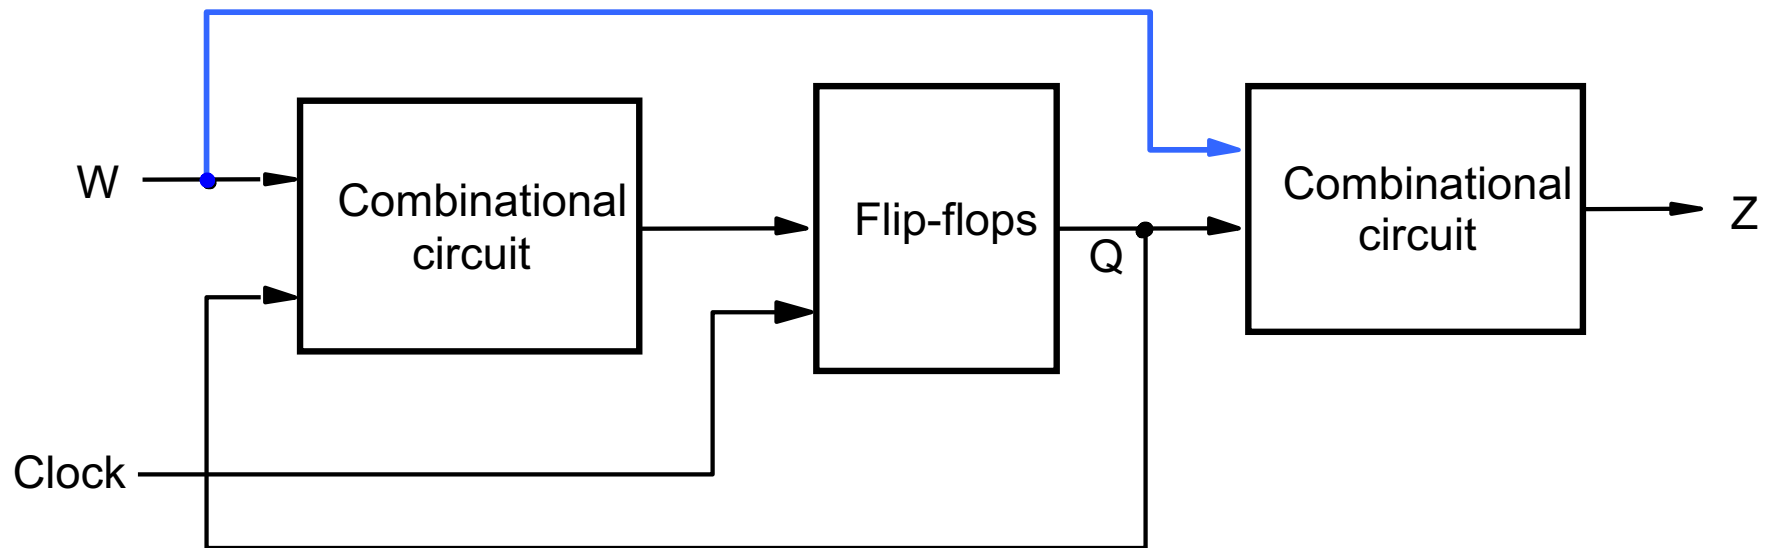 W
Combinational
circuit
Flip-flops
Q
Combinational
circuit
Z
Clock